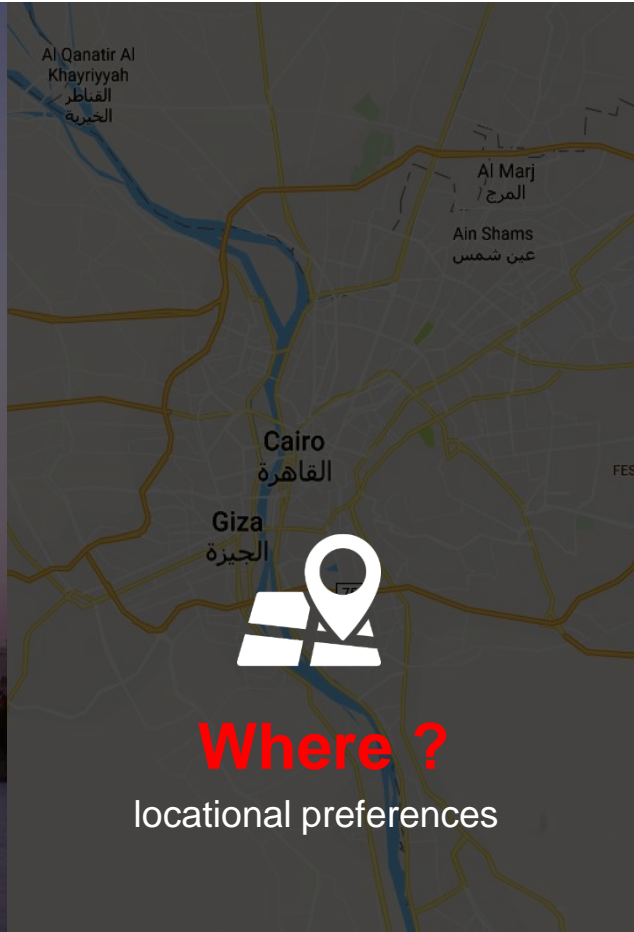 Al Qanatir Al
Khayriyyah
القناطر
الخيرية
Al Marj
المرج
Ain Shams
عين شمس
Cairo
القاهرة
FES
Giza
الجيزة
Where ?
locational preferences